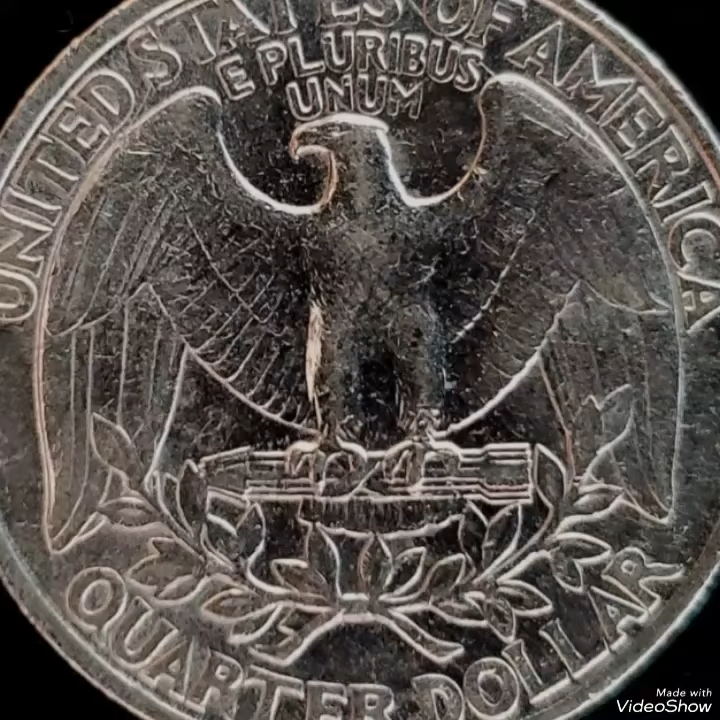 UNITED STATES OF AMERICA
E PLURIBUS
UNUM
QUARTER DOLLAR
Made with
VideoShow